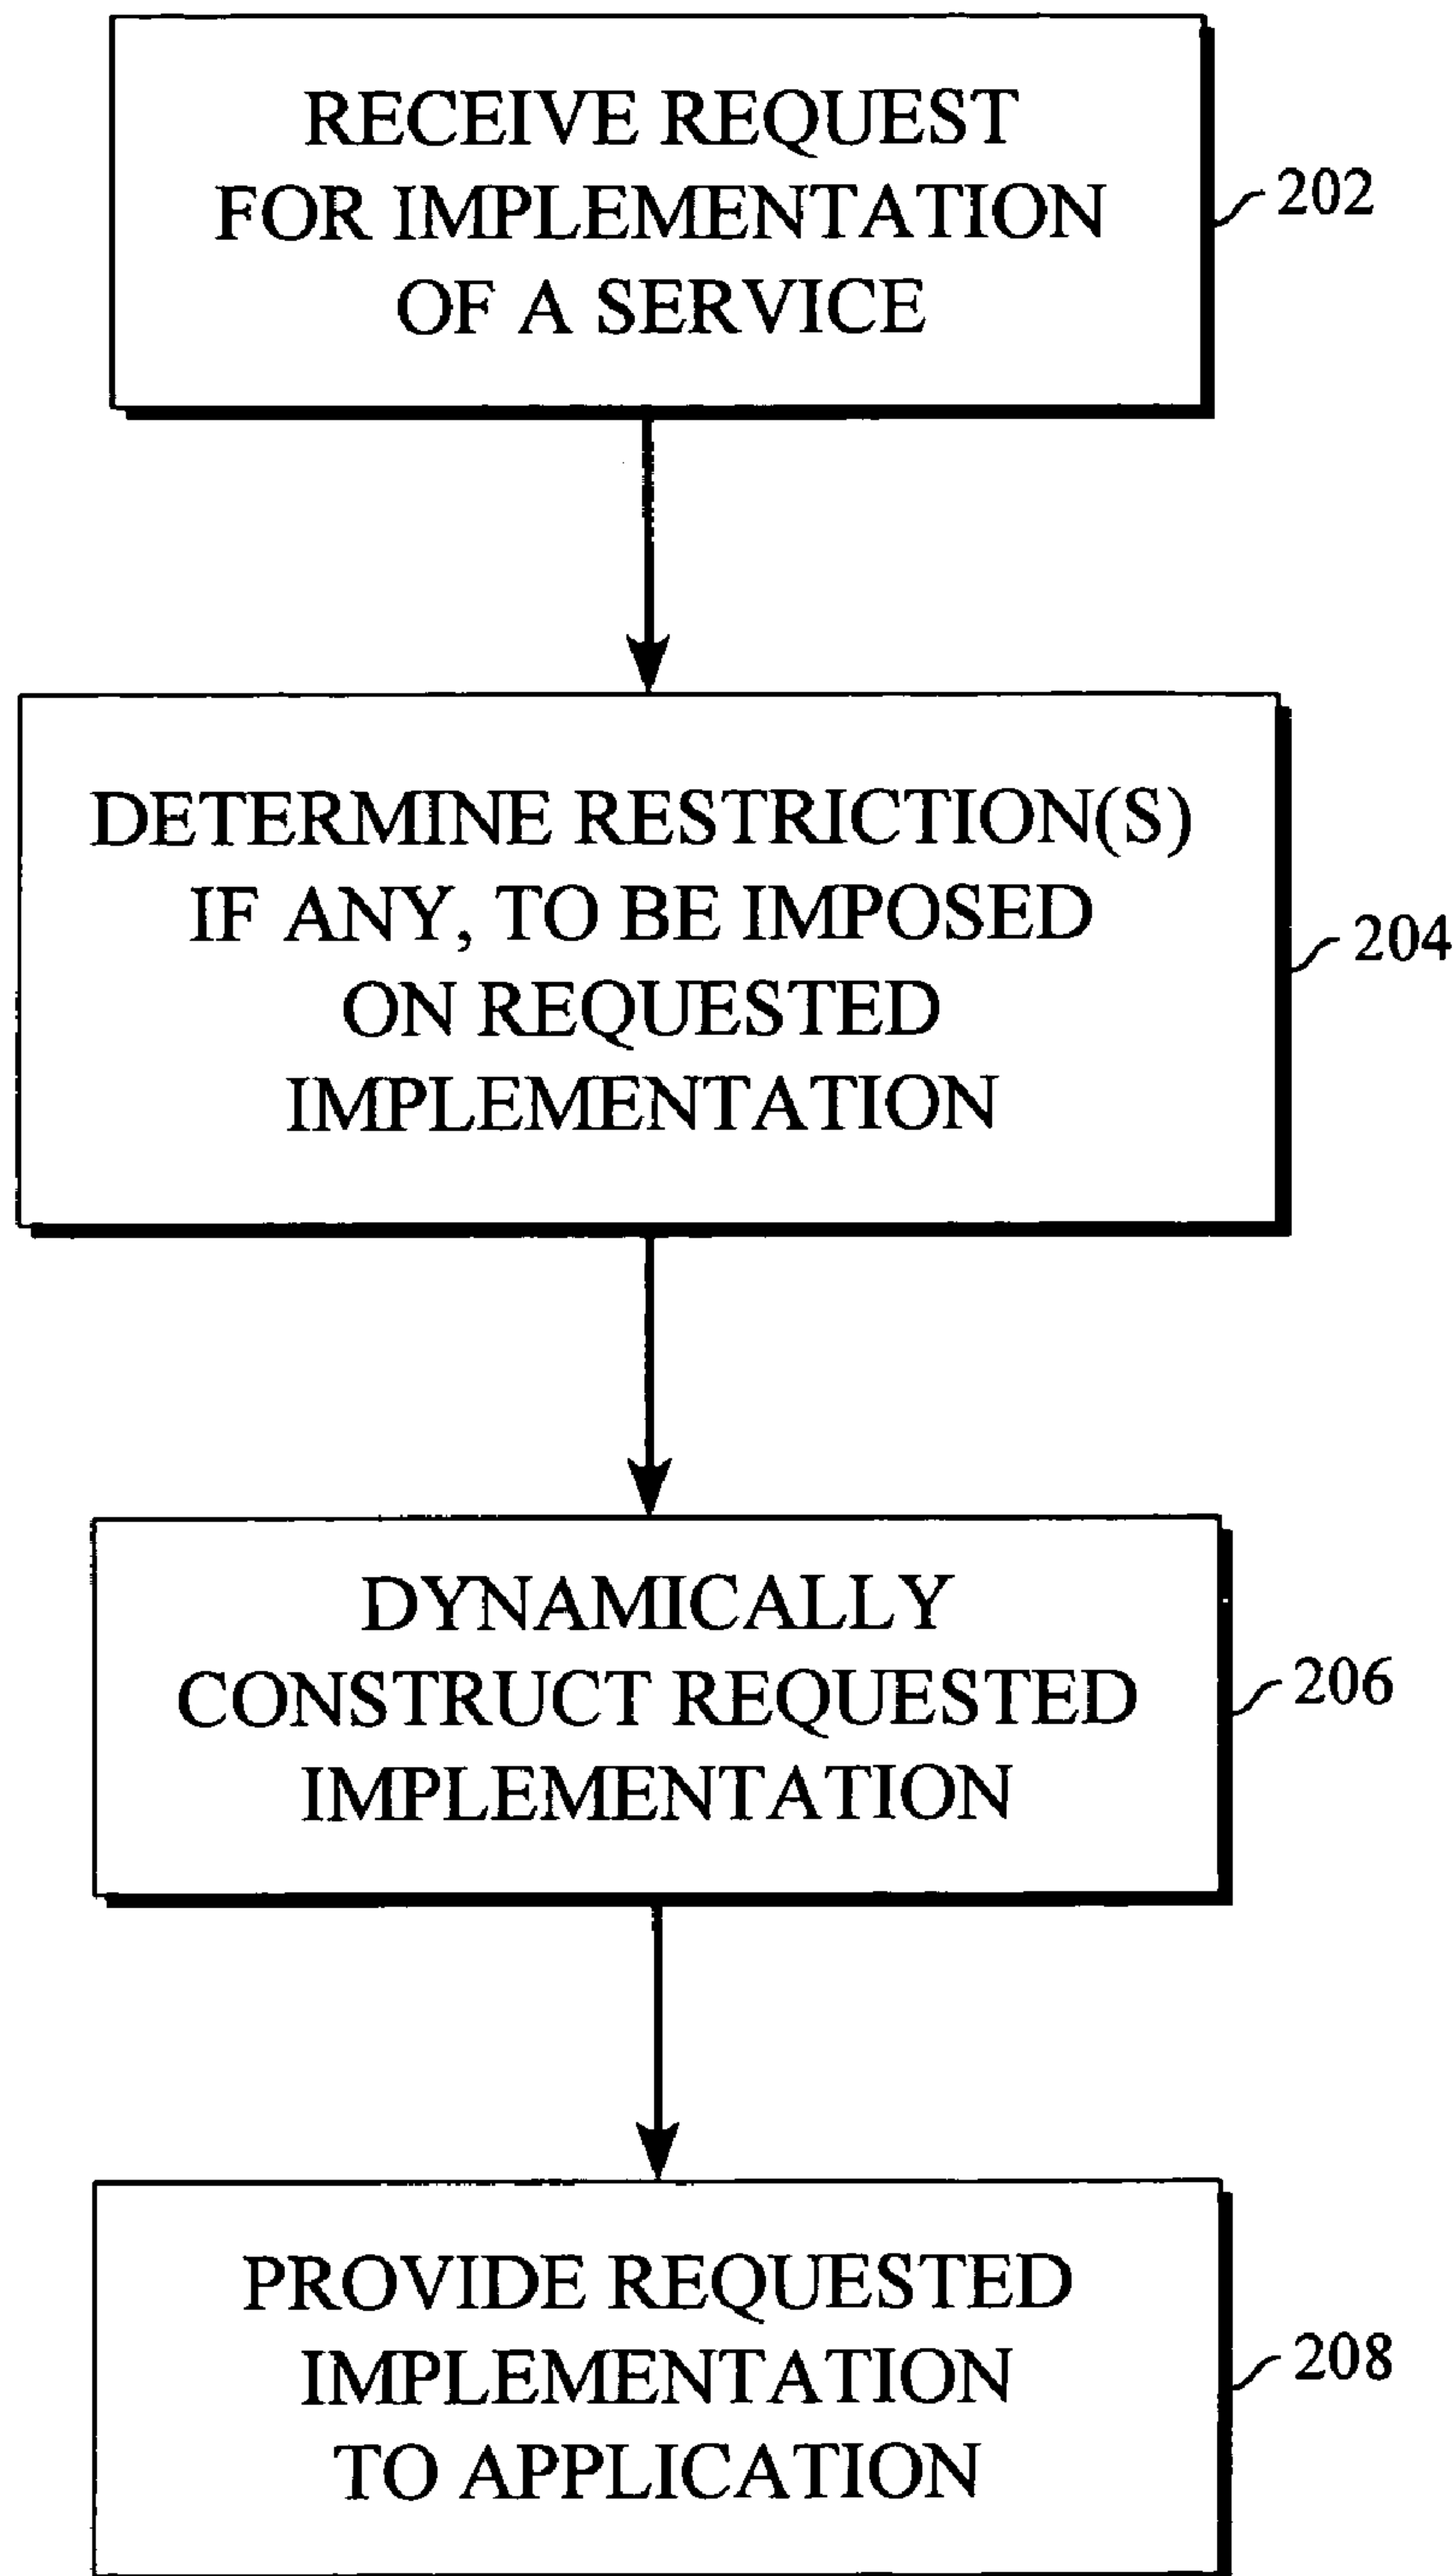 RECEIVE REQUEST
FOR IMPLEMENTATION
OF A SERVICE
202
DETERMINE RESTRICTION(S)
IF ANY, TO BE IMPOSED
ON REQUESTED
IMPLEMENTATION
204
DYNAMICALLY
CONSTRUCT REQUESTED
IMPLEMENTATION
206
PROVIDE REQUESTED
IMPLEMENTATION
TO APPLICATION
208